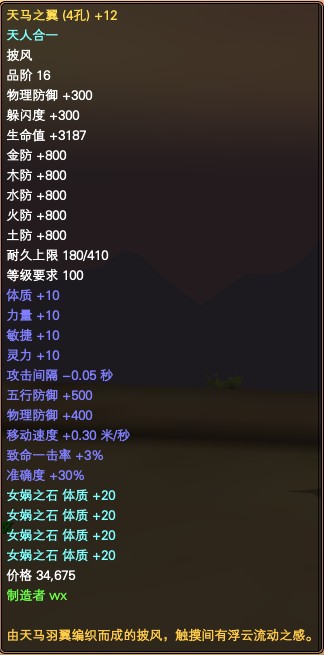 天马之翼 (4孔) +12
天人合一
披风
品阶 16
物理防御 +300
躲闪度 +300
生命值 +3187
金防 +800
木防 +800
水防 +800
火防 +800
土防 +800
耐久上限 180/410
等级要求 100
体质 +10
力量 +10
敏捷 +10
灵力 +10
攻击间隔 -0.05 秒
五行防御 +500
物理防御 +400
移动速度 +0.30 米/秒
致命一击率 +3%
准确度 +30%
女娲之石 体质 +20
女娲之石 体质 +20
女娲之石 体质 +20
女娲之石 体质 +20
价格 34,675
制造者 wx
由天马羽翼编织而成的披风，触摸间有浮云流动之感。